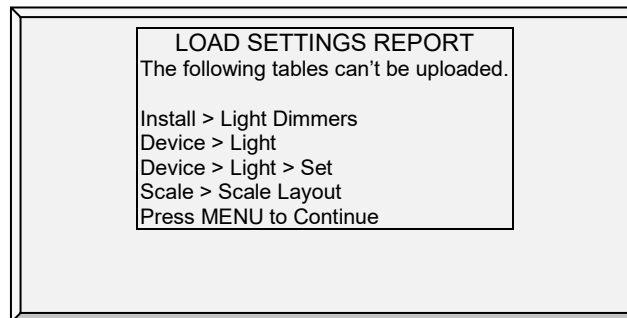 LOAD SETTINGS REPORT
The following tables can’t be uploaded.
Install > Light Dimmers
Device > Light
Device > Light > Set
Scale > Scale Layout
Press MENU to Continue